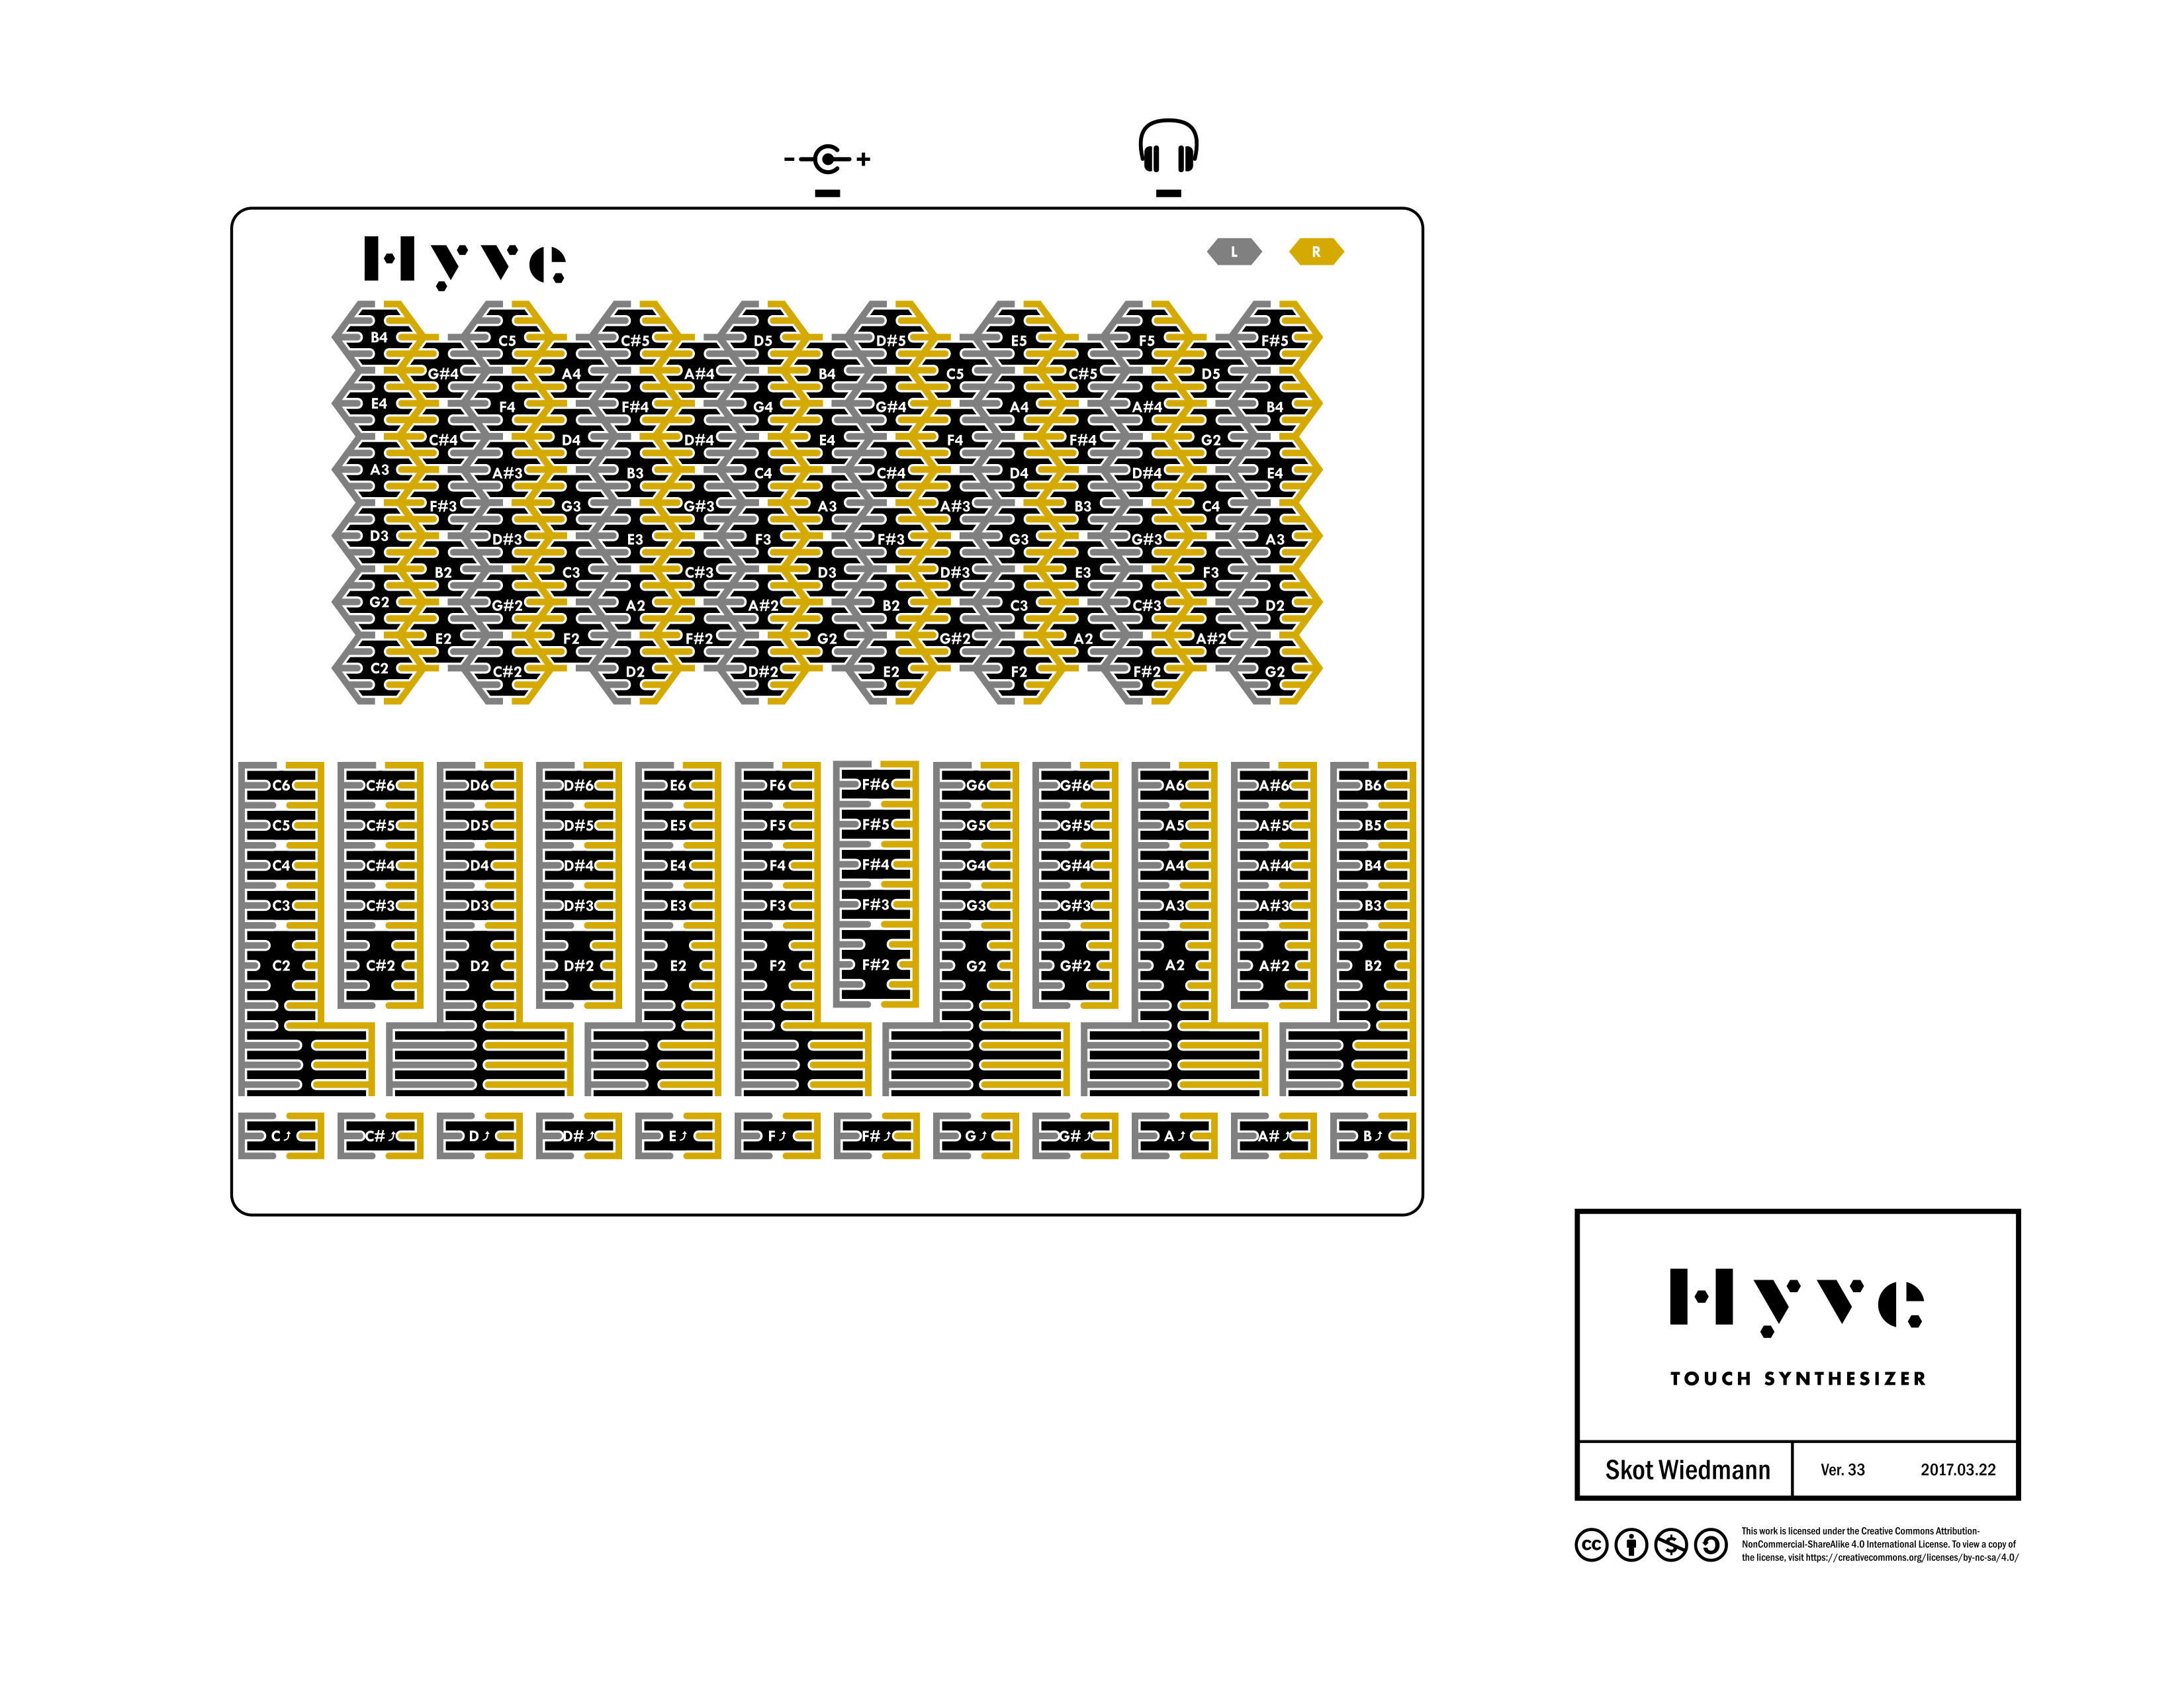 - +
Hyve
L R
B4 C5 C#5 D5 D#5 E5 F5 F#5
G#4 A4 A#4 B4 C5 C#5 D5
E4 F4 F#4 G4 G#4 A4 A#4 B4
C#4 D4 D#4 E4 F4 F#4 G2
A3 A#3 B3 C4 C#4 D4 D#4 E4
F#3 G3 G#3 A3 A#3 B3 C4
D3 D#3 E3 F3 F#3 G3 G#3 A3
B2 C3 C#3 D3 D#3 E3 F3
G2 G#2 A2 A#2 B2 C3 C#3 D2
E2 F2 F#2 G2 G#2 A2 A#2
C2 C#2 D2 D#2 E2 F2 F#2 G2
C6 C#6 D6 D#6 E6 F6 F#6 G6 G#6 A6 A#6 B6
C5 C#5 D5 D#5 E5 F5 F#5 G5 G#5 A5 A#5 B5
C4 C#4 D4 D#4 E4 F4 F#4 G4 G#4 A4 A#4 B4
C3 C#3 D3 D#3 E3 F3 F#3 G3 G#3 A3 A#3 B3
C2 C#2 D2 D#2 E2 F2 F#2 G2 G#2 A2 A#2 B2
C⤴ C#⤴ D⤴ D#⤴ E⤴ F⤴ F#⤴ G⤴ G#⤴ A⤴ A#⤴ B⤴
Hyve
TOUCH SYNTHESIZER
Skot Wiedmann Ver. 33 2017.03.22
cc
This work is licensed under the Creative Commons Attribution-
NonCommercial-ShareAlike 4.0 International License. To view a copy of
the license, visit https://creativecommons.org/licenses/by-nc-sa/4.0/